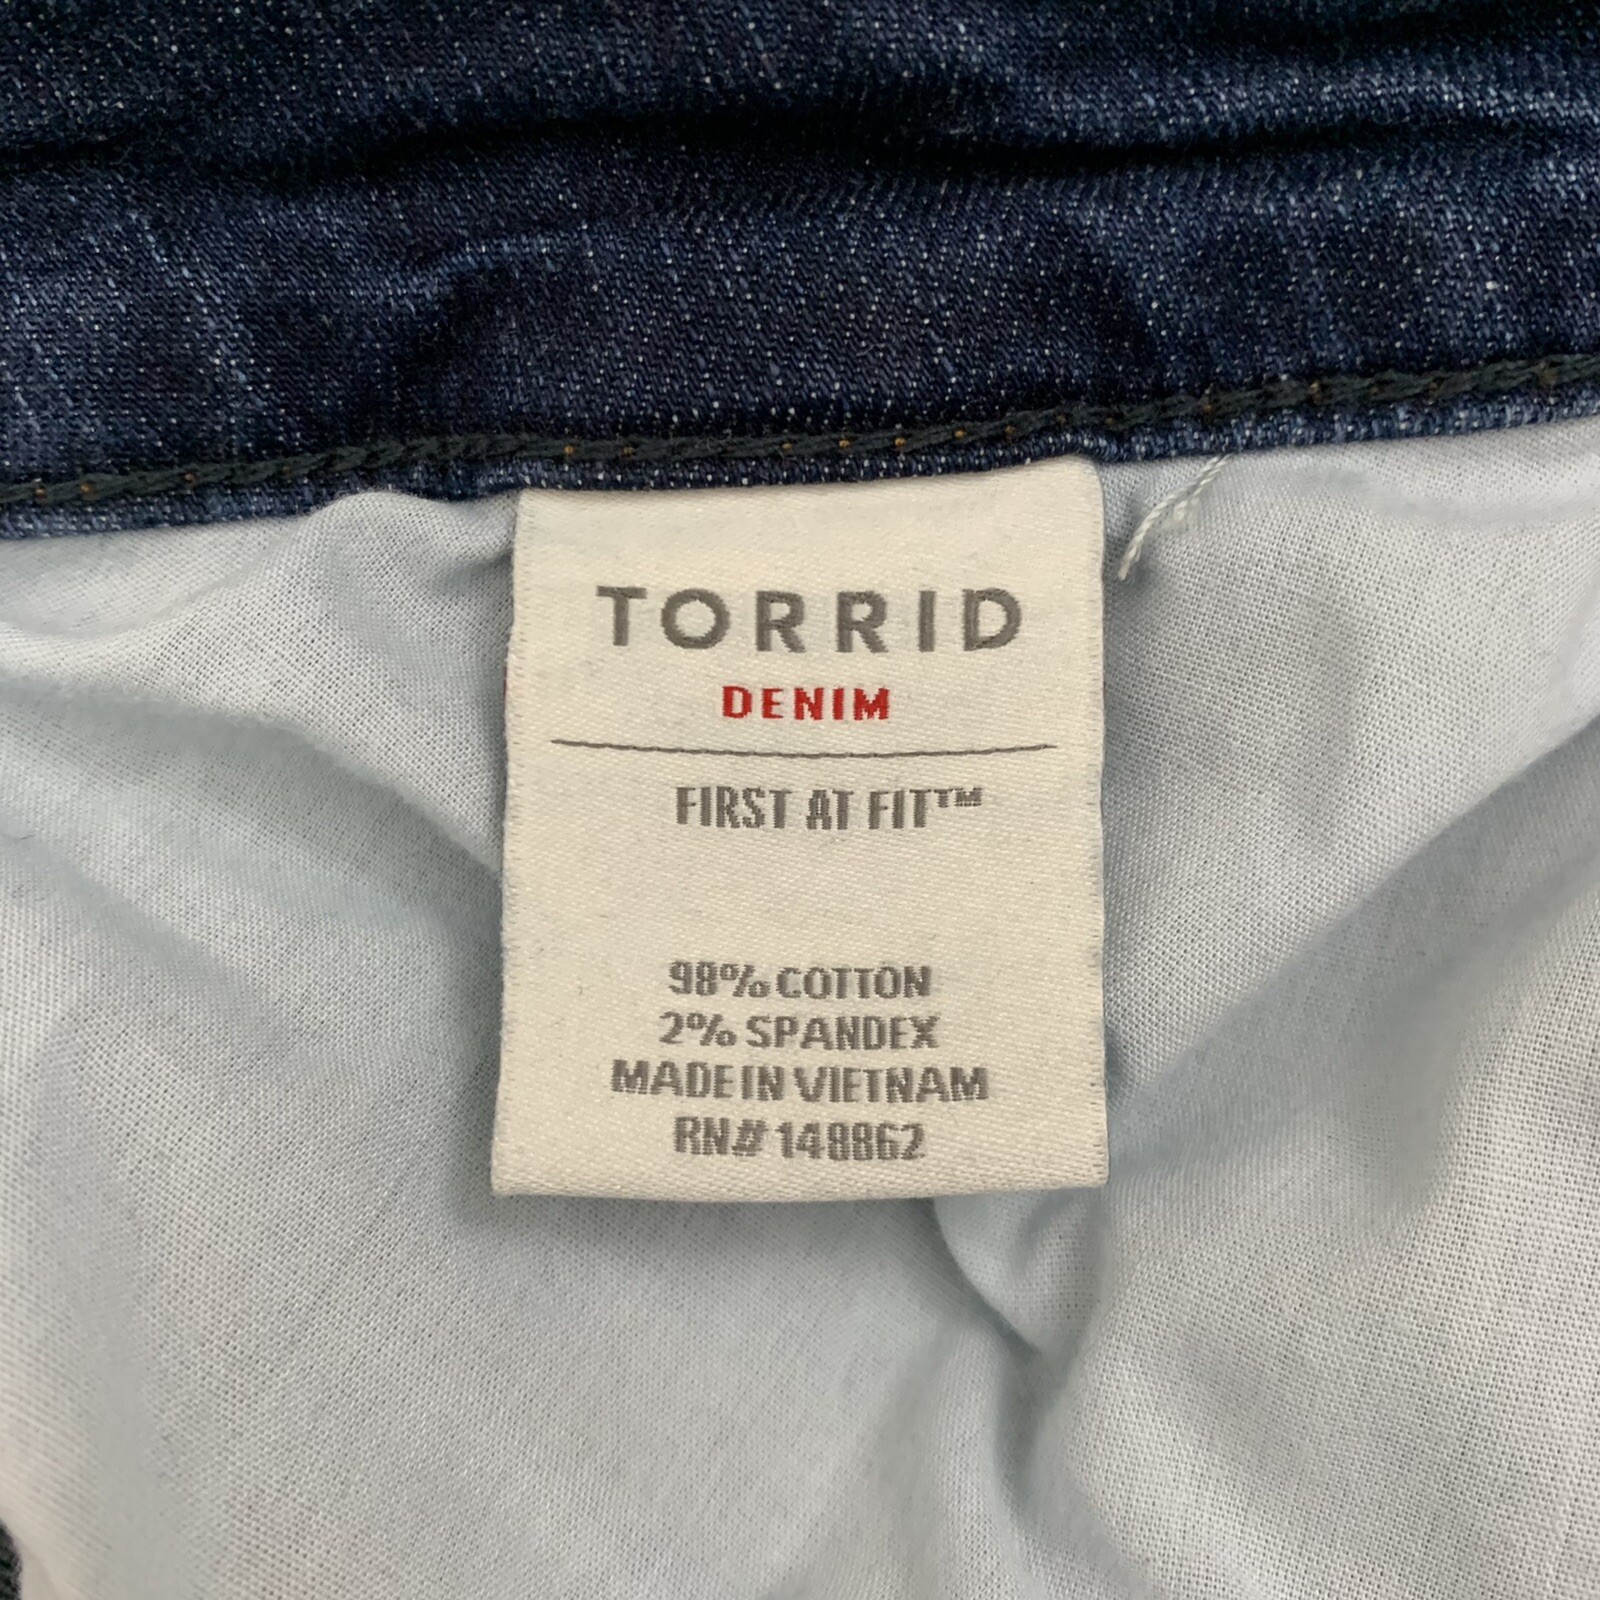 TORRID
DENIM
FIRST AT FIT™
98% COTTON
2% SPANDEX
MADE IN VIETNAM
RN# 148862